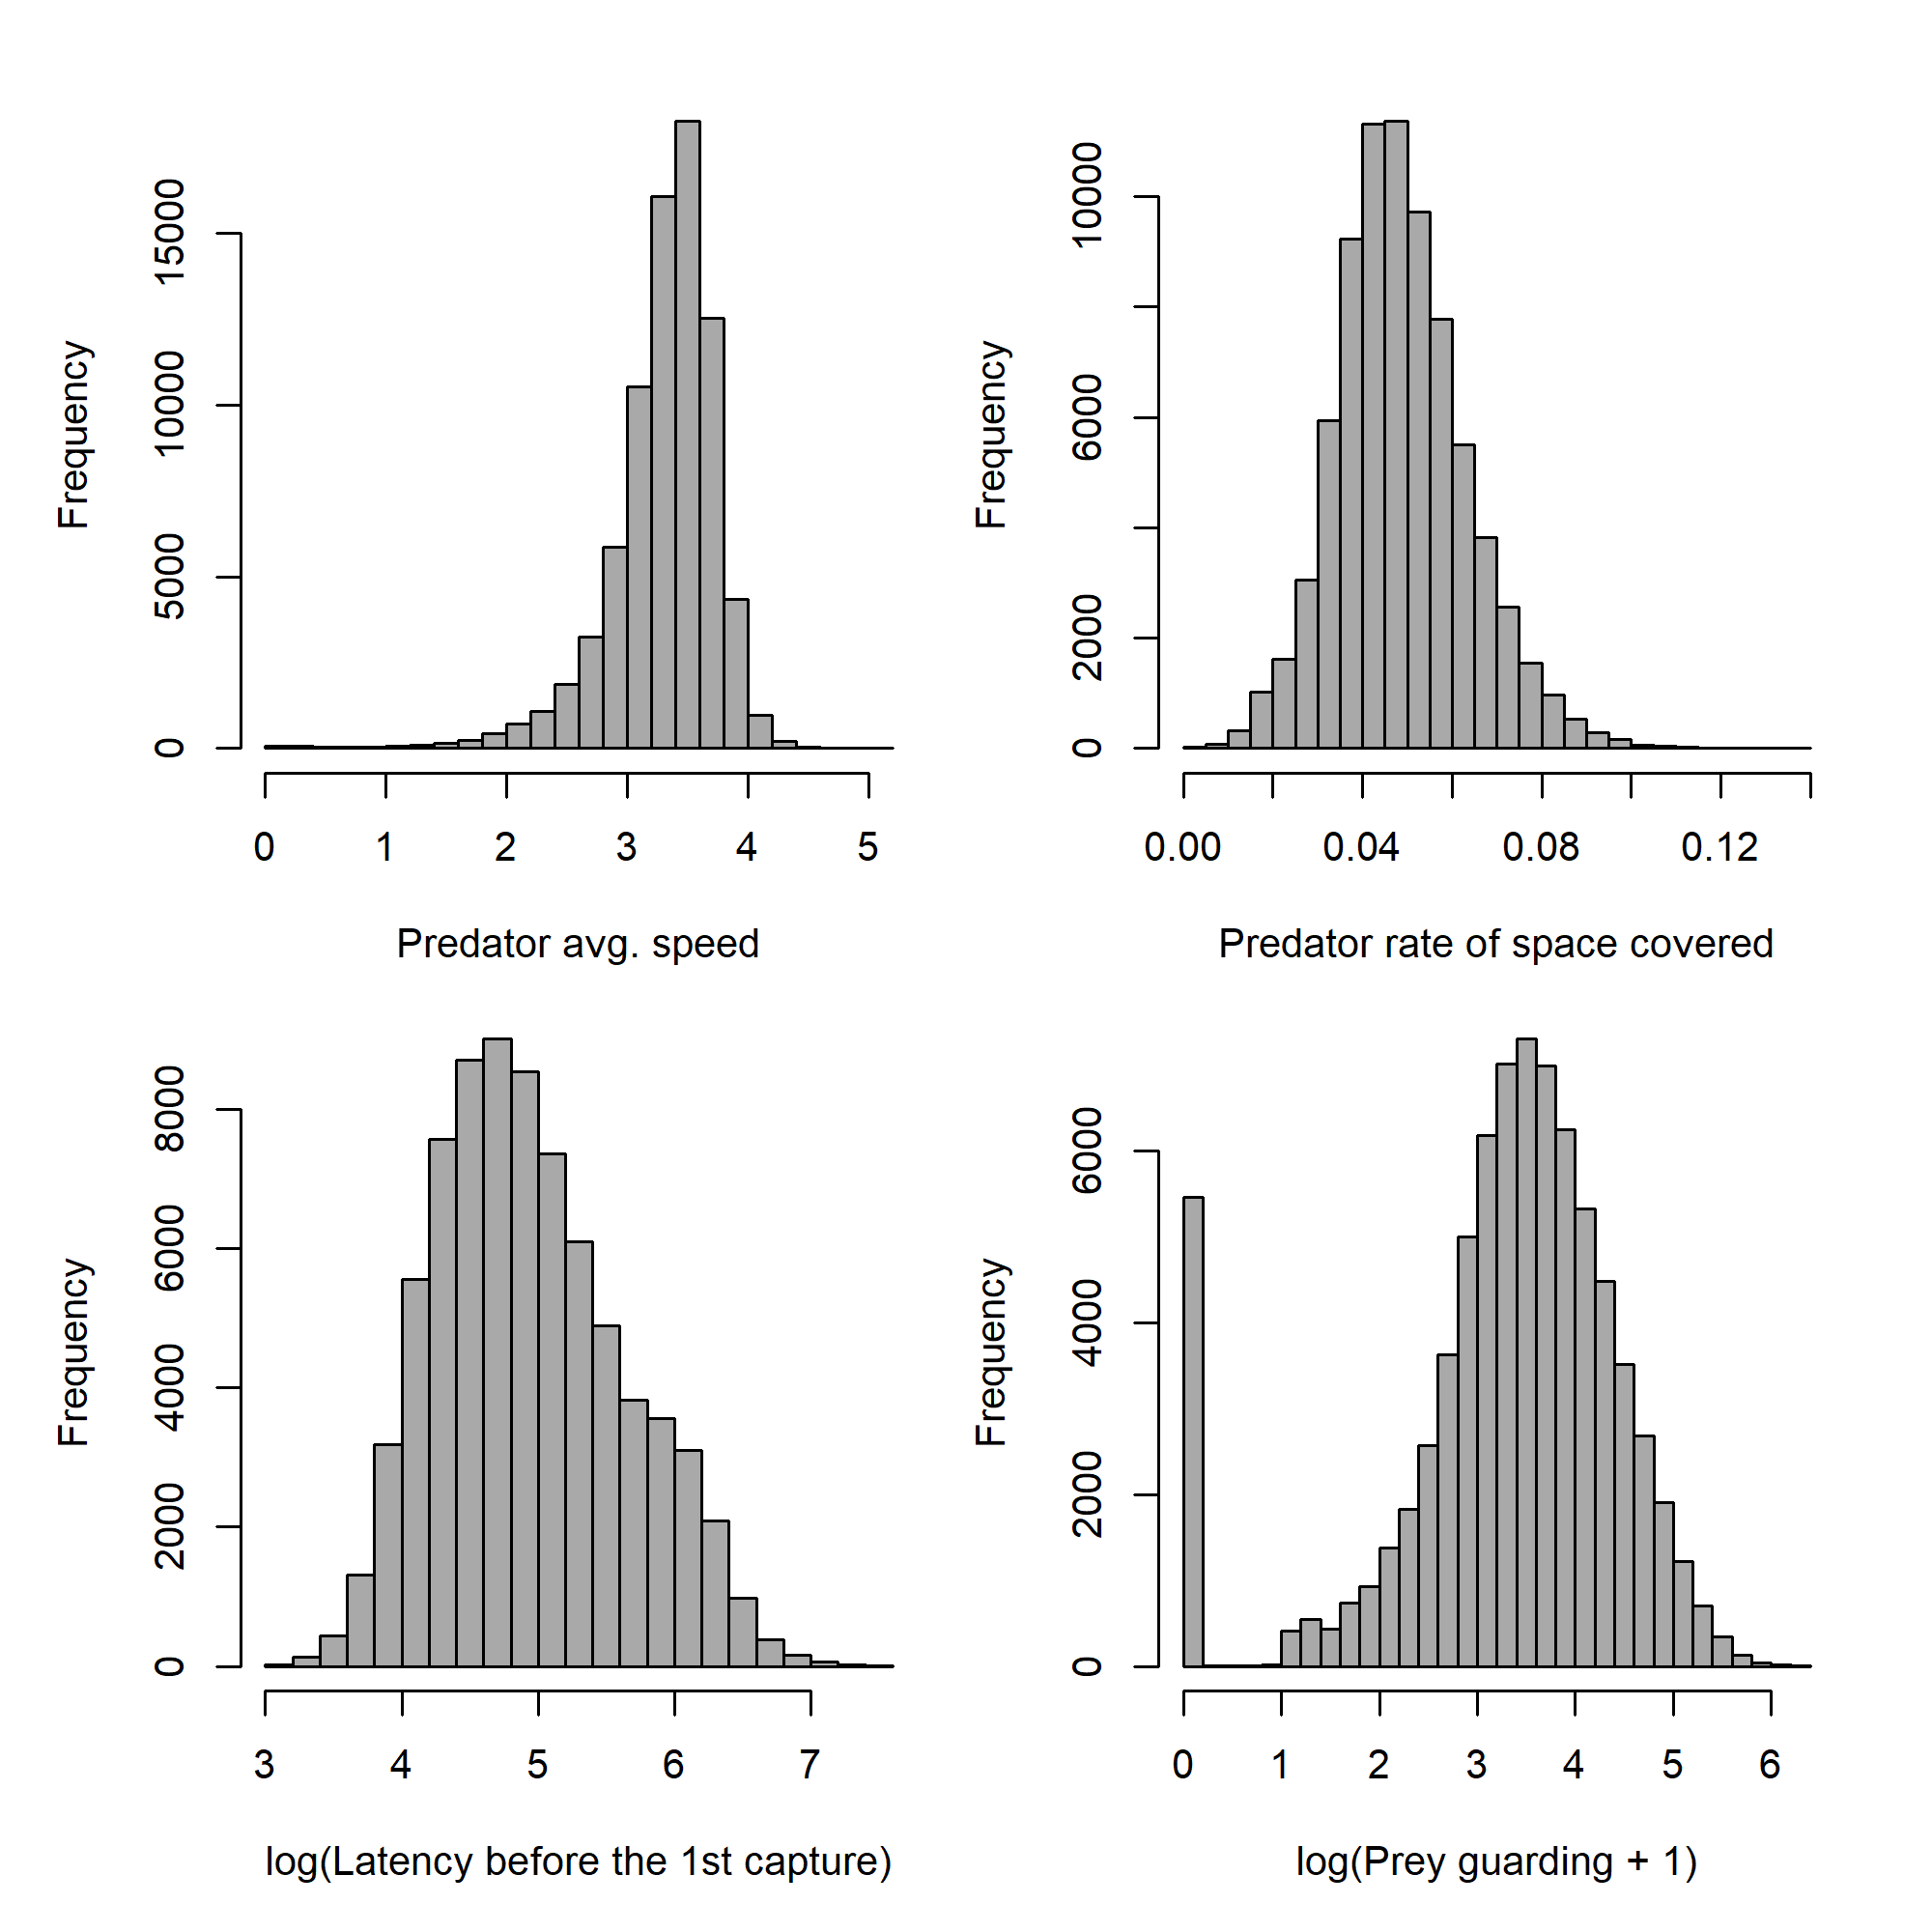 Frequency
0 5000 10000 15000
0 1 2 3 4 5
Predator avg. speed
Frequency
0 2000 6000 10000
0.00 0.04 0.08 0.12
Predator rate of space covered
Frequency
0 2000 4000 6000 8000
3 4 5 6 7
log(Latency before the 1st capture)
Frequency
0 2000 4000 6000
0 1 2 3 4 5 6
log(Prey guarding + 1)